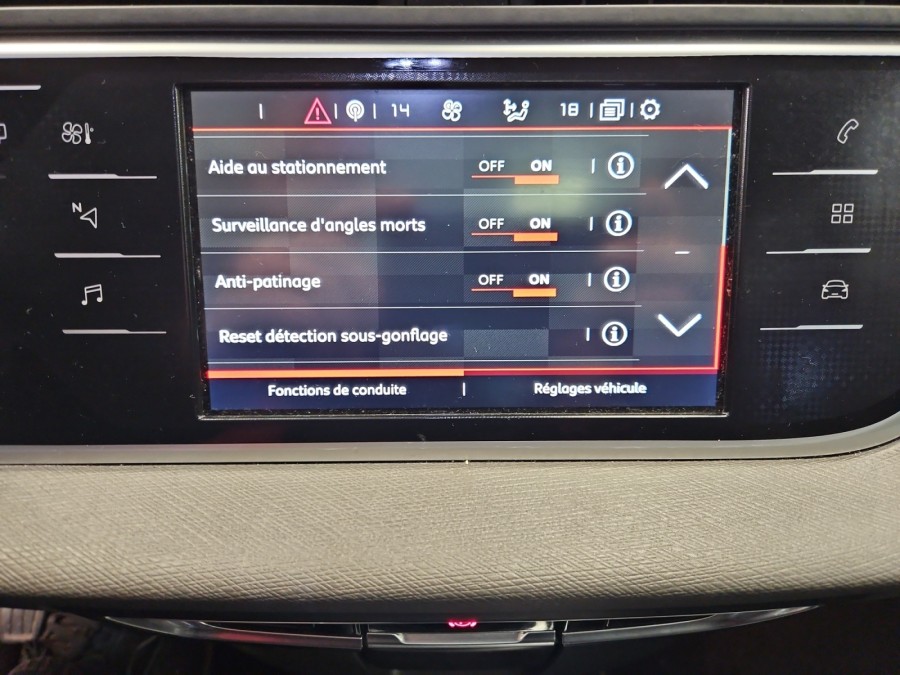 14 18
N
Aide au stationnement OFF ON
Surveillance d'angles morts OFF ON
Anti-patinage OFF ON
Reset détection sous-gonflage
Fonctions de conduite Réglages véhicule